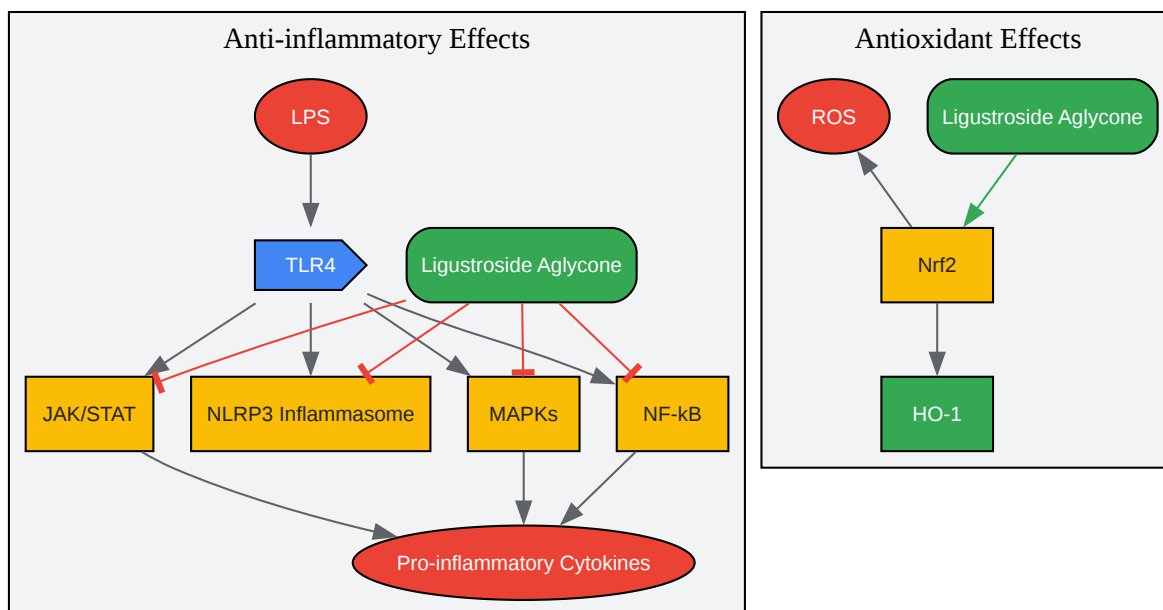 Anti-inflammatory Effects
LPS
TLR4
Ligustroside Aglycone
JAK/STAT
NLRP3 Inflammasome
MAPKs
NF-kB
Pro-inflammatory Cytokines
Antioxidant Effects
ROS
Ligustroside Aglycone
Nrf2
HO-1